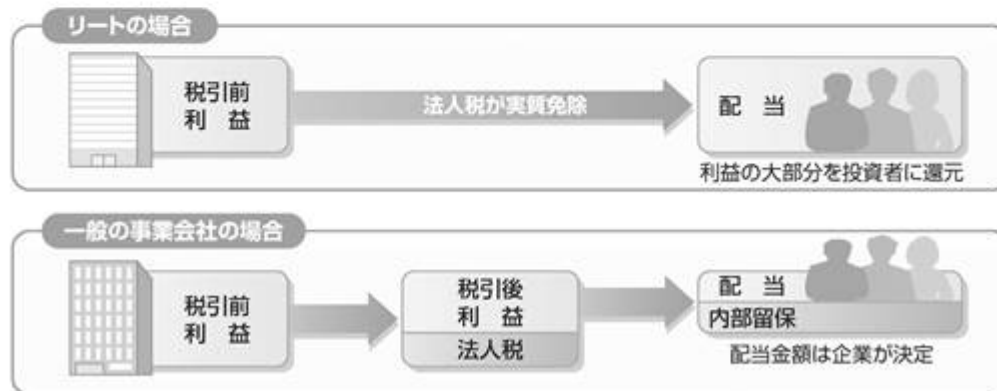 リートの場合
税引前
利　益
法人税が実質免除
配　当
利益の大部分を投資者に還元
一般の事業会社の場合
税引前
利　益
税引後
利　益
法人税
配　当
内部留保
配当金額は企業が決定